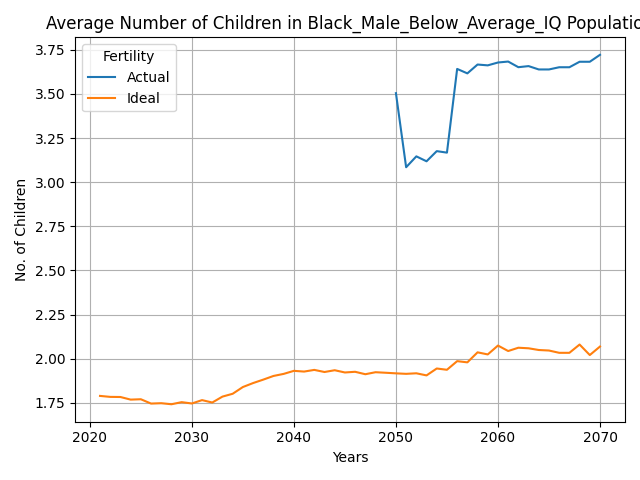 Average Number of Children in Black_Male_Below_Average_IQ Populatio
Fertility
Actual
Ideal
3.75
3.50
3.25
3.00
2.75
2.50
2.25
2.00
1.75
No. of Children
2020 2030 2040 2050 2060 2070
Years